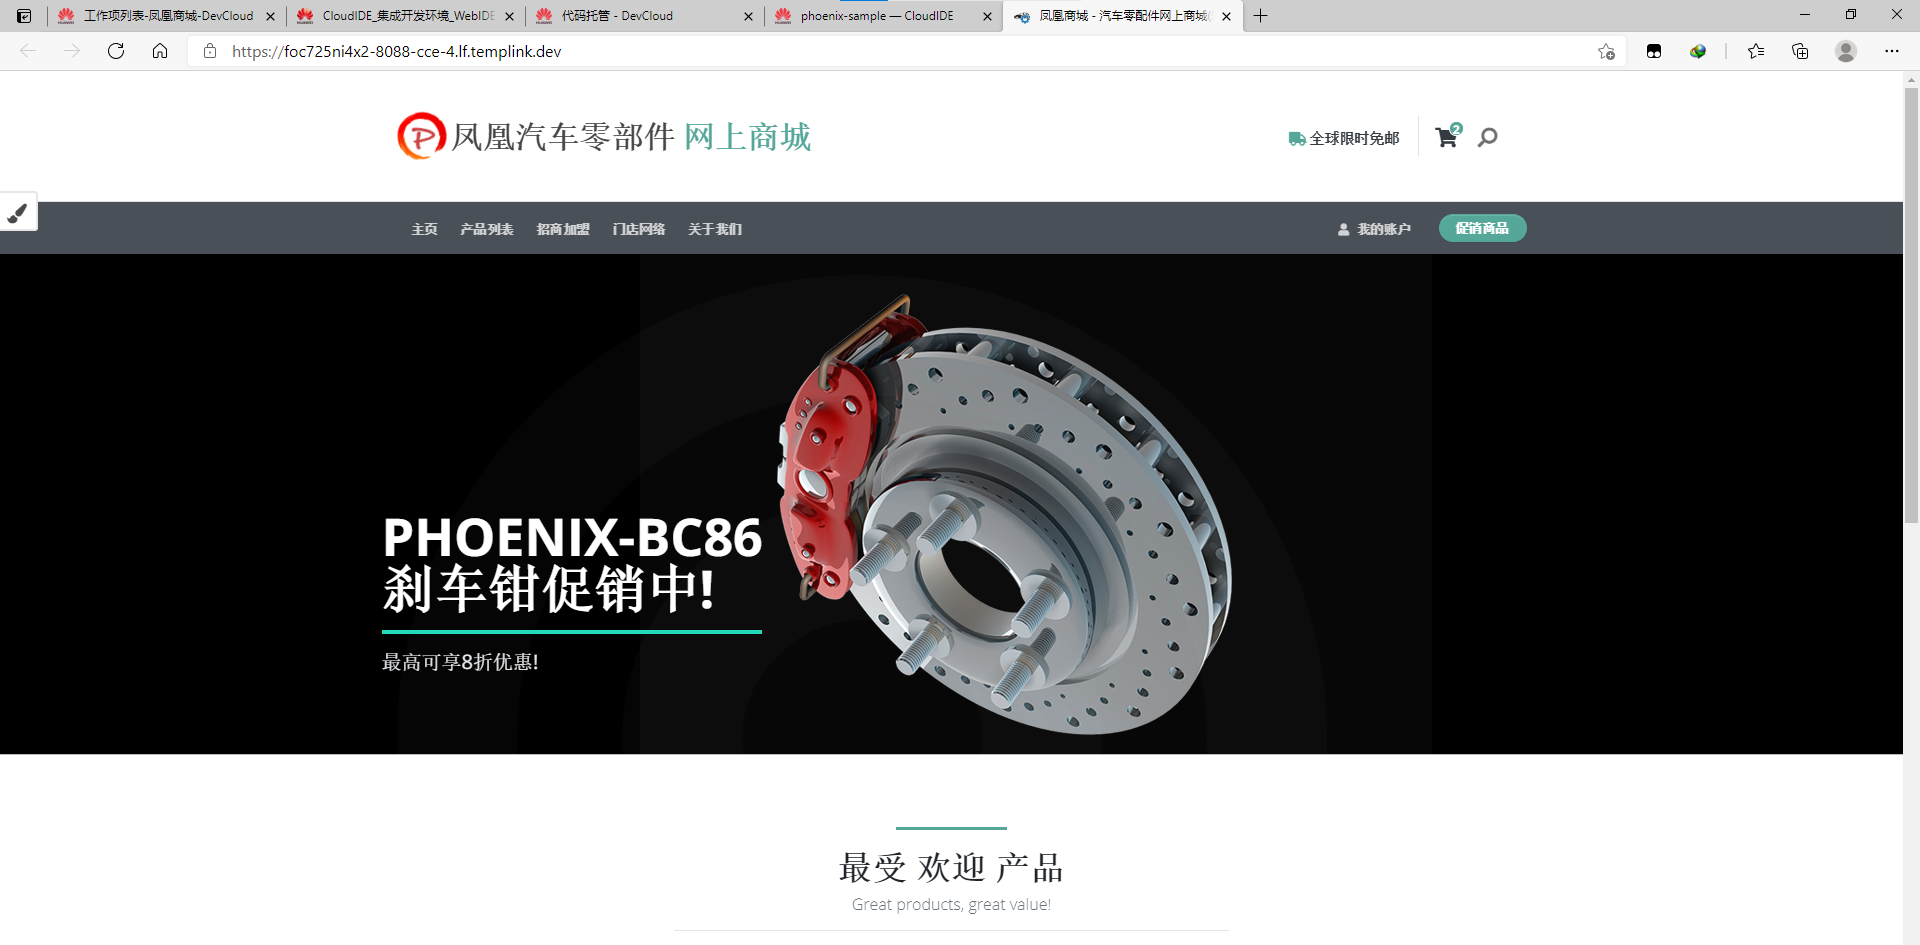 工作项列表-凤凰商城-DevCloud
CloudIDE_集成开发环境_WebIDE
代码托管 - DevCloud
phoenix-sample — CloudIDE
凤凰商城 - 汽车零配件网上商城
https://foc725ni4x2-8088-cce-4.lf.templink.dev
凤凰汽车零部件 网上商城
全球限时免邮
2
主页 产品列表 招商加盟 门店网络 关于我们
我的账户
促销商品
PHOENIX-BC86
刹车钳促销中!
最高可享8折优惠!
最受 欢迎 产品
Great products, great value!